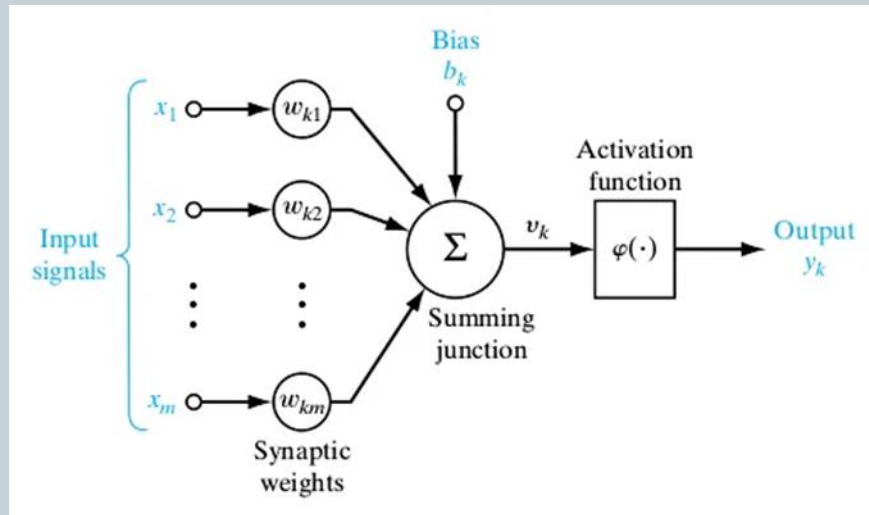 Bias
b_k
x_1
w_k1
Activation
function
x_2
w_k2
Input
signals
Σ
v_k
φ(·)
Output
y_k
Summing
junction
x_m
w_km
Synaptic
weights